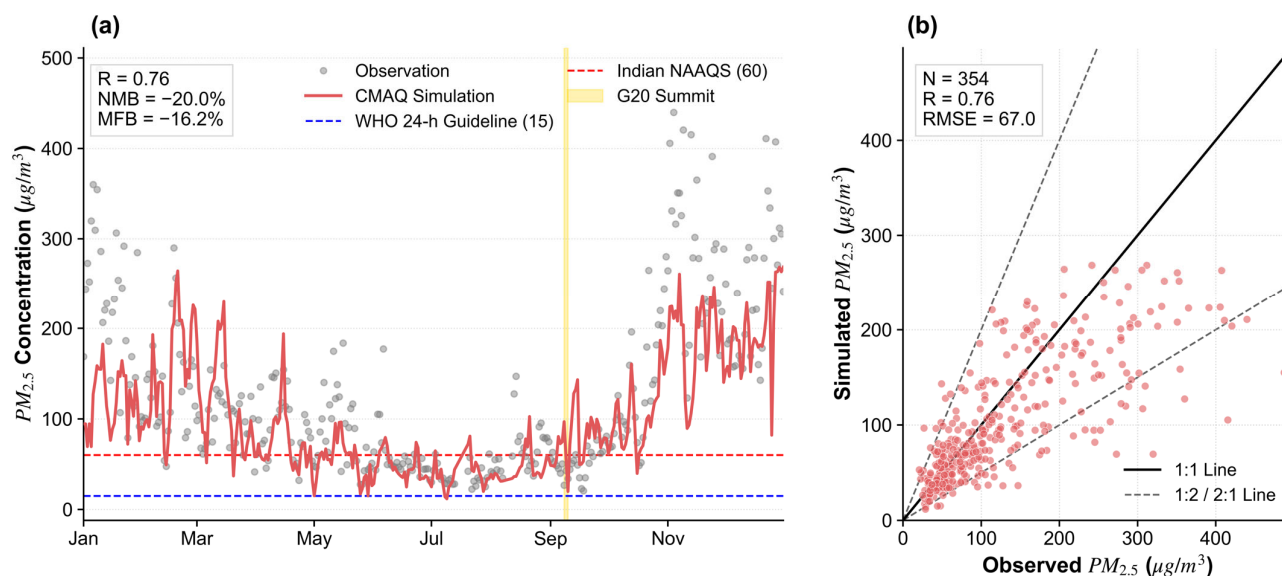 (a)
R = 0.76
NMB = −20.0%
MFB = −16.2%
Observation
CMAQ Simulation
WHO 24-h Guideline (15)
Indian NAAQS (60)
G20 Summit
PM2.5 Concentration (μg/m3)
500
400
300
200
100
0
Jan
Mar
May
Jul
Sep
Nov
(b)
N = 354
R = 0.76
RMSE = 67.0
Simulated PM2.5 (μg/m3)
400
300
200
100
0
1:1 Line
1:2 / 2:1 Line
0
100
200
300
400
Observed PM2.5 (μg/m3)